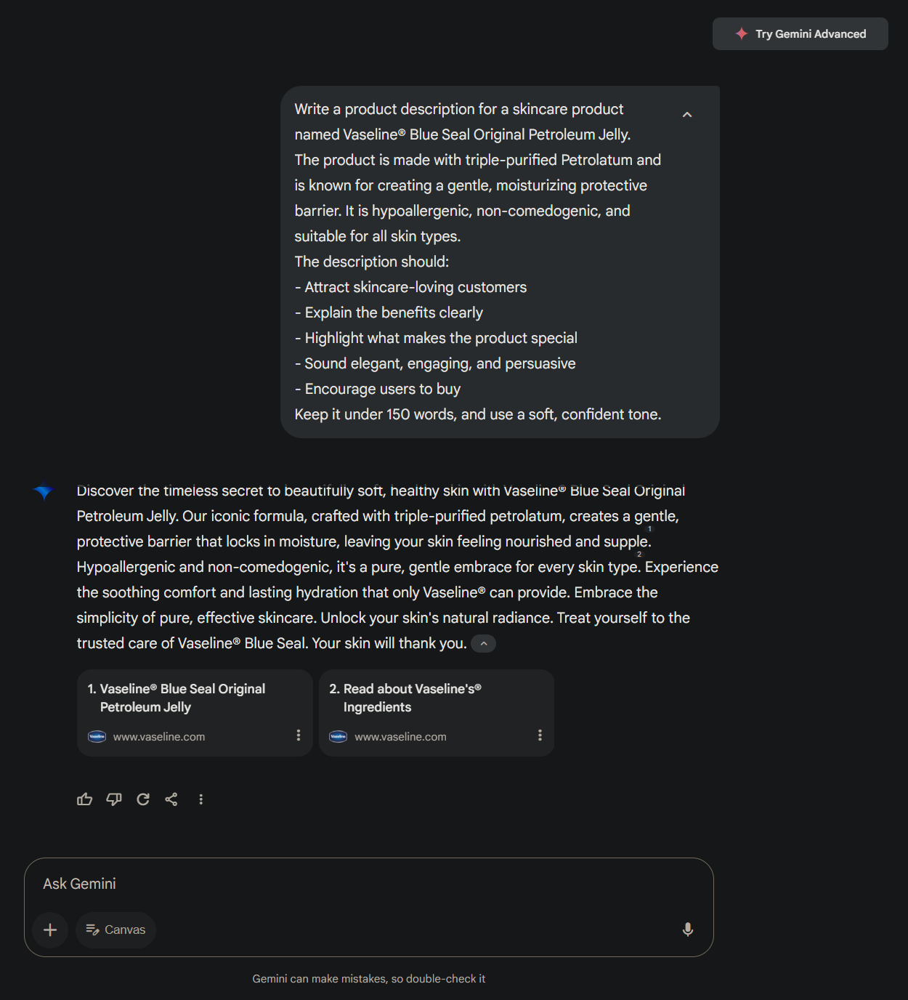 Try Gemini Advanced
Write a product description for a skincare product
named Vaseline® Blue Seal Original Petroleum Jelly.
The product is made with triple-purified Petrolatum and
is known for creating a gentle, moisturizing protective
barrier. It is hypoallergenic, non-comedogenic, and
suitable for all skin types.
The description should:
- Attract skincare-loving customers
- Explain the benefits clearly
- Highlight what makes the product special
- Sound elegant, engaging, and persuasive
- Encourage users to buy
Keep it under 150 words, and use a soft, confident tone.
Discover the timeless secret to beautifully soft, healthy skin with Vaseline® Blue Seal Original
Petroleum Jelly. Our iconic formula, crafted with triple-purified petrolatum, creates a gentle,
protective barrier that locks in moisture, leaving your skin feeling nourished and supple. 1
Hypoallergenic and non-comedogenic, it's a pure, gentle embrace for every skin type. 2 Experience
the soothing comfort and lasting hydration that only Vaseline® can provide. Embrace the
simplicity of pure, effective skincare. Unlock your skin's natural radiance. Treat yourself to the
trusted care of Vaseline® Blue Seal. Your skin will thank you.
1. Vaseline® Blue Seal Original
Petroleum Jelly
Vaseline www.vaseline.com
2. Read about Vaseline's®
Ingredients
Vaseline www.vaseline.com
Ask Gemini
Canvas
Gemini can make mistakes, so double-check it